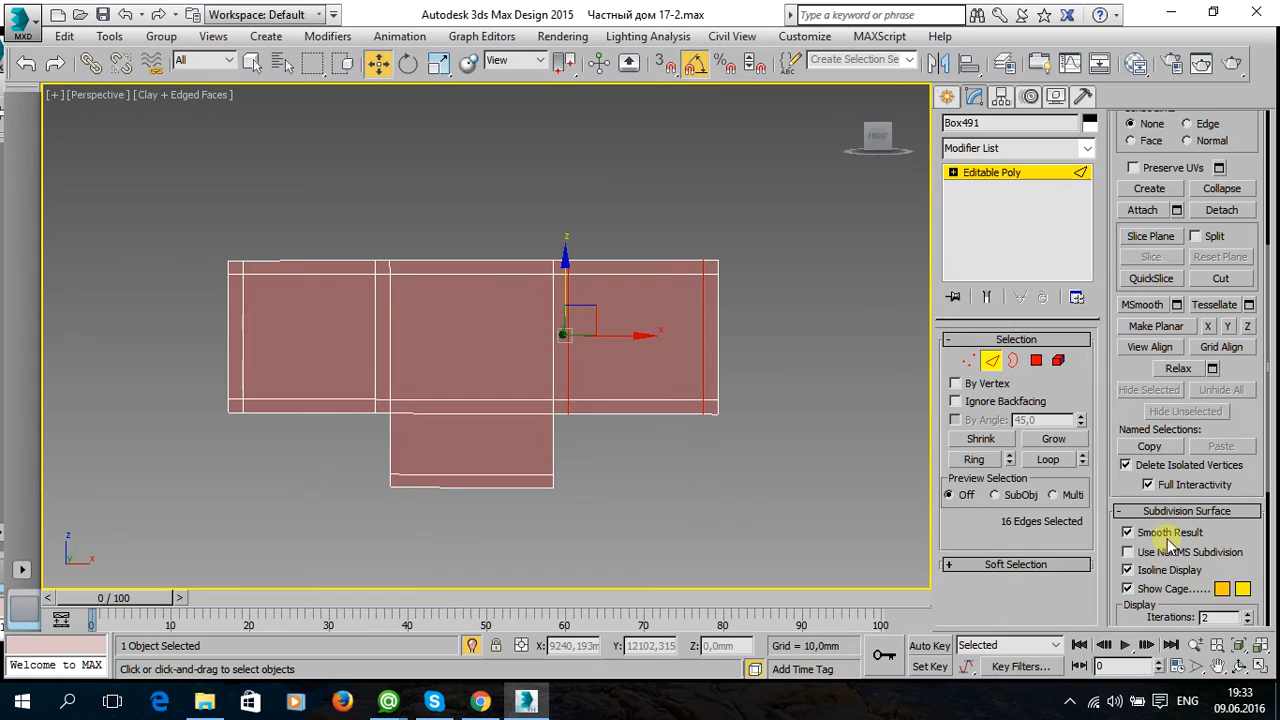 Workspace: Default
Autodesk 3ds Max Design 2015 Частный дом 17-2.max
Type a keyword or phrase
MXD
Edit Tools Group Views Create Modifiers Animation Graph Editors Rendering Lighting Analysis Civil View Customize MAXScript Help
All
View
3
Create Selection Se
[+] [Perspective] [Clay + Edged Faces]
FRONT
z
x
z
y
x
Box491
Modifier List
Editable Poly
Selection
By Vertex
Ignore Backfacing
By Angle: 45,0
Shrink Grow
Ring Loop
Preview Selection
Off SubObj Multi
16 Edges Selected
Soft Selection
Constraints
None Edge
Face Normal
Preserve UVs
Create Collapse
Attach Detach
Slice Plane Split
Slice Reset Plane
QuickSlice Cut
MSmooth Tessellate
Make Planar X Y Z
View Align Grid Align
Relax
Hide Selected Unhide All
Hide Unselected
Named Selections:
Copy Paste
Delete Isolated Vertices
Full Interactivity
Subdivision Surface
Smooth Result
Use NURMS Subdivision
Isoline Display
Show Cage......
Display
Iterations: 2
0 / 100
0 10 20 30 40 50 60 70 80 90 100
1 Object Selected
X: 9240,193m Y: 12102,315 Z: 0,0mm Grid = 10,0mm
Auto Key Selected
Welcome to MAX
Click or click-and-drag to select objects
Add Time Tag
Set Key Key Filters...
0
ENG
19:33
09.06.2016